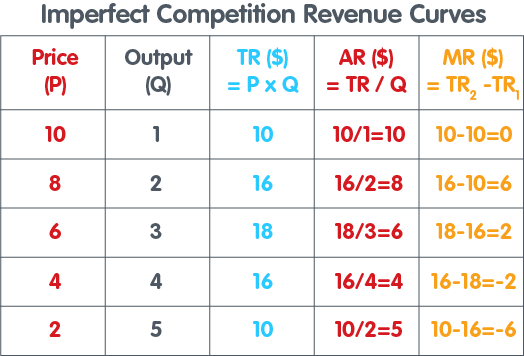 Imperfect Competition Revenue Curves
Price (P) Output (Q) TR ($) = P x Q AR ($) = TR / Q MR ($) = TR2 -TR1
10 1 10 10/1=10 10-10=0
8 2 16 16/2=8 16-10=6
6 3 18 18/3=6 18-16=2
4 4 16 16/4=4 16-18=-2
2 5 10 10/2=5 10-16=-6